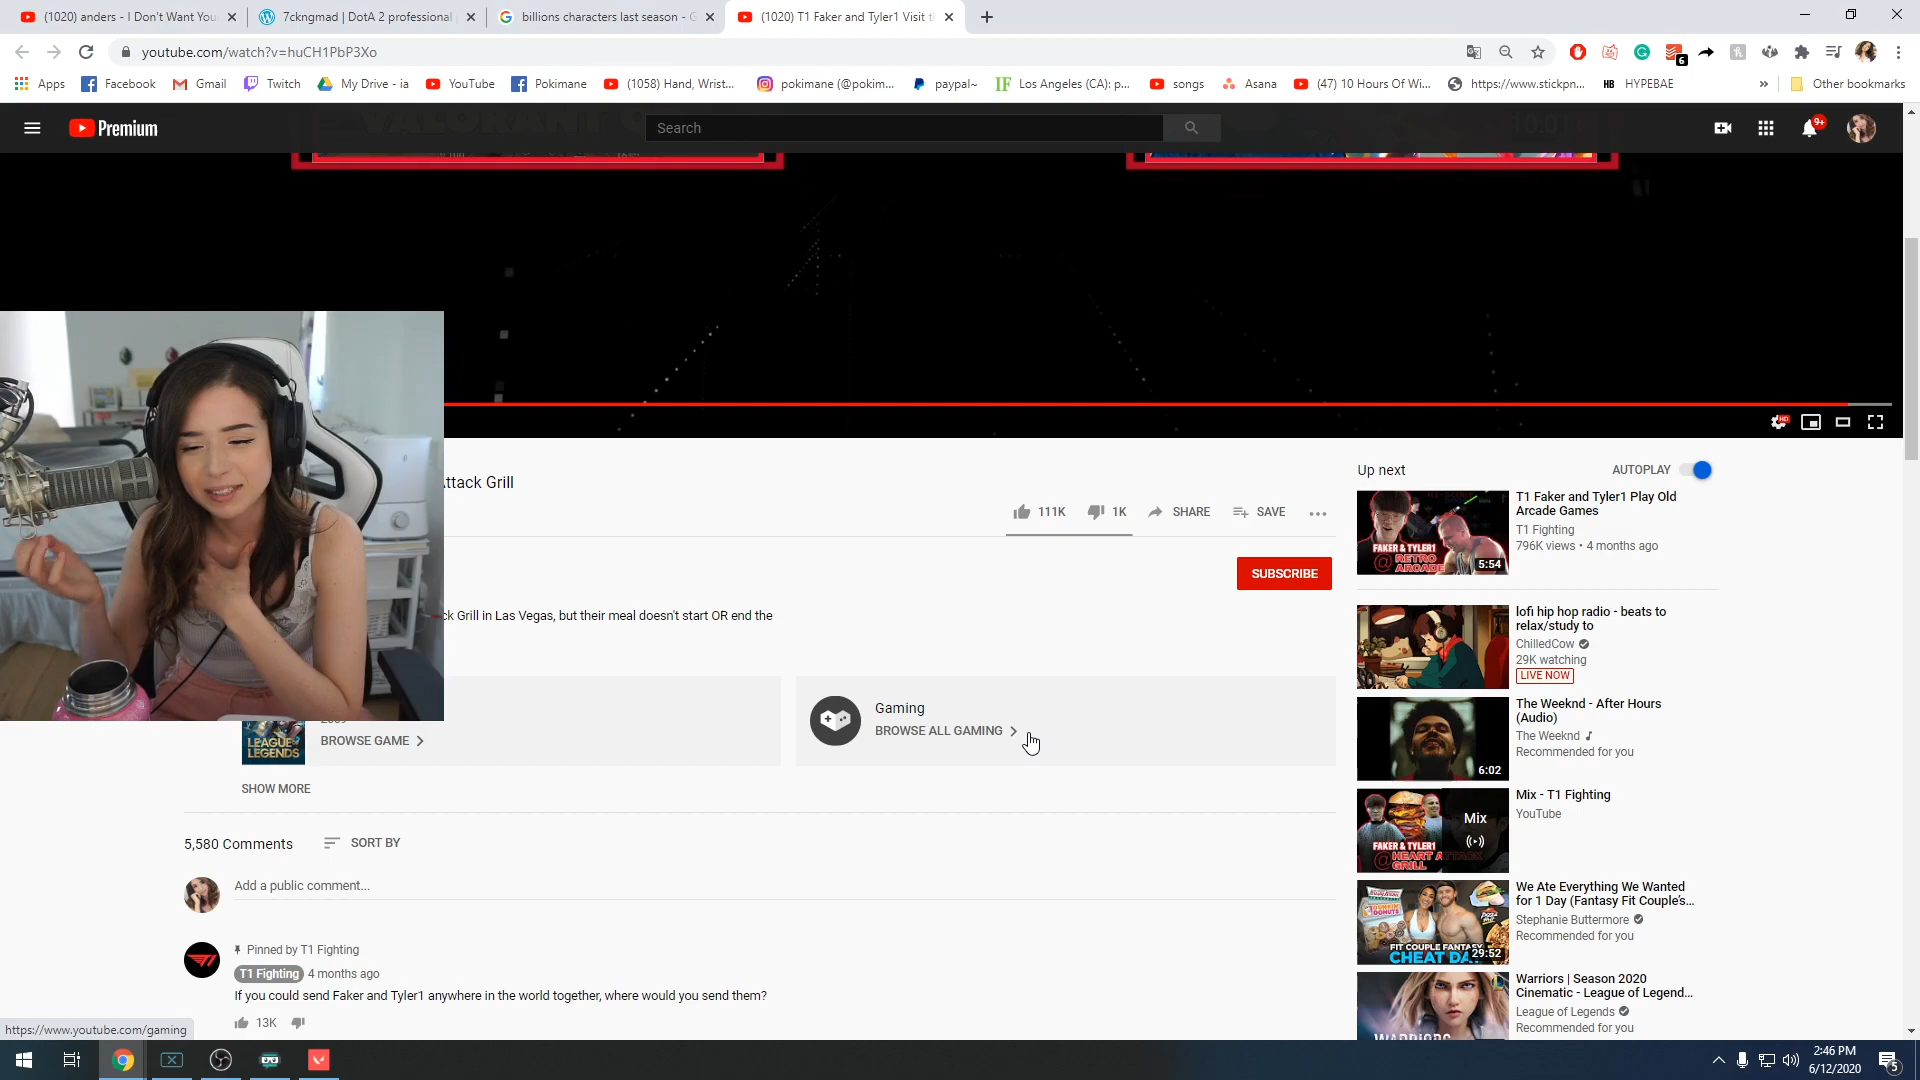 (1020) anders - I Don't Want You
7ckngmad | DotA 2 professional
billions characters last season - G
(1020) T1 Faker and Tyler1 Visit t
youtube.com/watch?v=huCH1PbP3Xo
6
Apps
Facebook
Gmail
Twitch
My Drive - ia
YouTube
Pokimane
(1058) Hand, Wrist...
pokimane (@pokim...
paypal~
Los Angeles (CA): p...
songs
Asana
(47) 10 Hours Of Wi...
https://www.stickpn...
HB HYPEBAE
Other bookmarks
Premium
Search
9+
HD
ttack Grill
111K
1K
SHARE
SAVE
SUBSCRIBE
ck Grill in Las Vegas, but their meal doesn't start OR end the
LEAGUE of
LEGENDS
BROWSE GAME
Gaming
BROWSE ALL GAMING
SHOW MORE
5,580 Comments
SORT BY
Add a public comment...
Pinned by T1 Fighting
T1 Fighting 4 months ago
If you could send Faker and Tyler1 anywhere in the world together, where would you send them?
13K
Up next
AUTOPLAY
FAKER & TYLER1
@ RETRO
ARCADE
5:54
T1 Faker and Tyler1 Play Old
Arcade Games
T1 Fighting
796K views • 4 months ago
lofi hip hop radio - beats to
relax/study to
ChilledCow
29K watching
LIVE NOW
6:02
The Weeknd - After Hours
(Audio)
The Weeknd
Recommended for you
Mix
FAKER & TYLER1
@HEART ATTACK
GRILL
Mix - T1 Fighting
YouTube
DUNKIN' DONUTS
FIT COUPLE FANTASY
CHEAT DAY
29:52
We Ate Everything We Wanted
for 1 Day (Fantasy Fit Couple's...
Stephanie Buttermore
Recommended for you
WARRIORS
Warriors | Season 2020
Cinematic - League of Legend...
League of Legends
Recommended for you
https://www.youtube.com/gaming
2:46 PM
6/12/2020
5